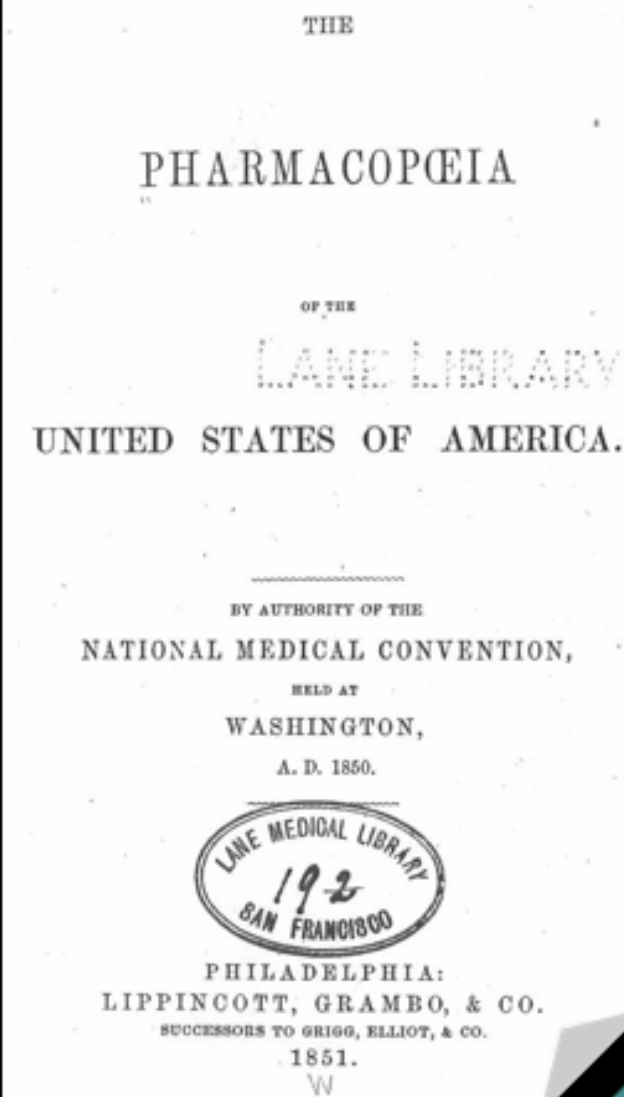 THE
PHARMACOPŒIA
OF THE
LANE LIBRARY
UNITED STATES OF AMERICA.
BY AUTHORITY OF THE
NATIONAL MEDICAL CONVENTION,
HELD AT
WASHINGTON,
A. D. 1850.
LANE MEDICAL LIBRARY
192
SAN FRANCISCO
PHILADELPHIA:
LIPPINCOTT, GRAMBO, & CO.
SUCCESSORS TO GRIGG, ELLIOT, & CO.
1851.
W